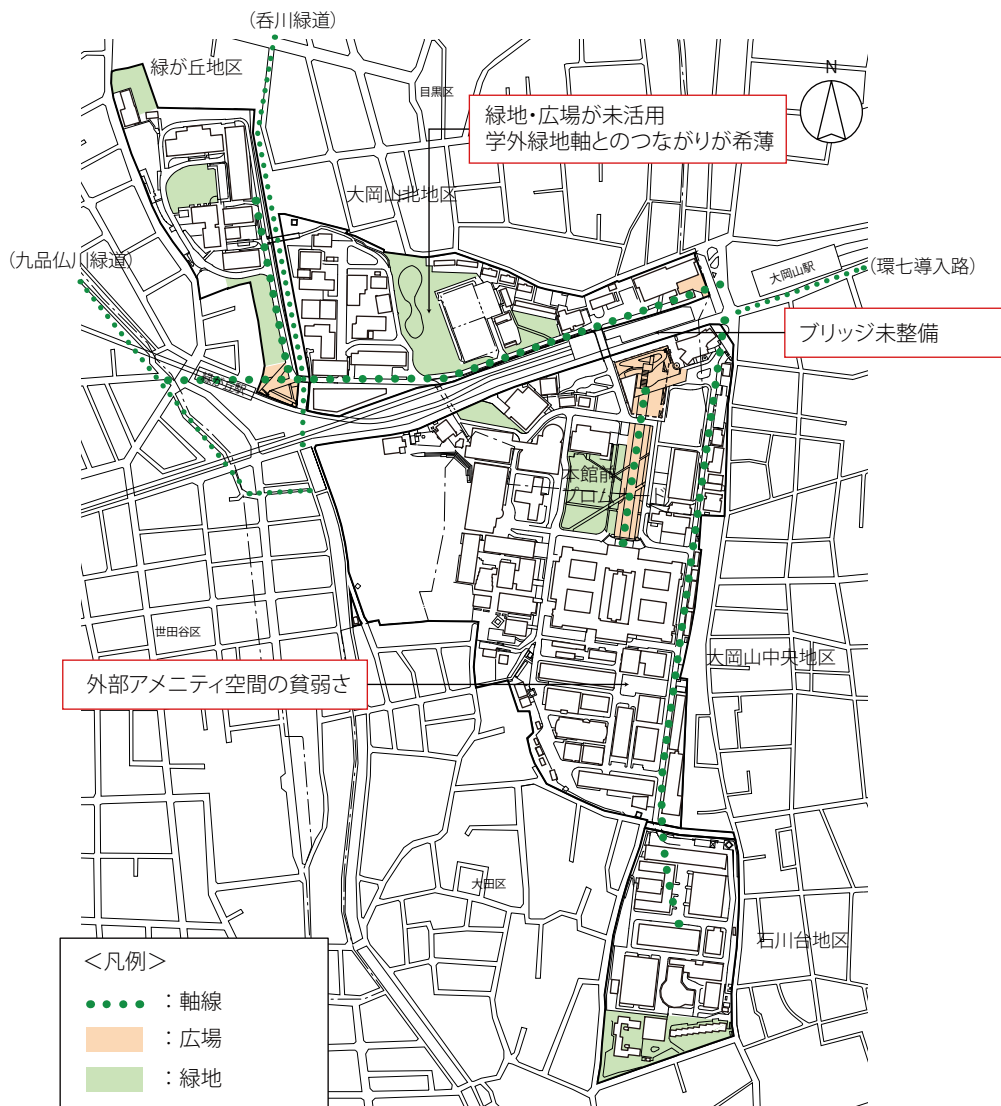 (呑川緑道)
緑が丘地区
目黒区
N
緑地・広場が未活用
学外緑地軸とのつながりが希薄
大岡山北地区
(九品仏川緑道)
大岡山駅
(環七導入路)
ブリッジ未整備
緑が丘駅
本館前
プロムナード
世田谷区
大岡山中央地区
外部アメニティ空間の貧弱さ
大田区
石川台地区
<凡例>
:軸線
:広場
:緑地